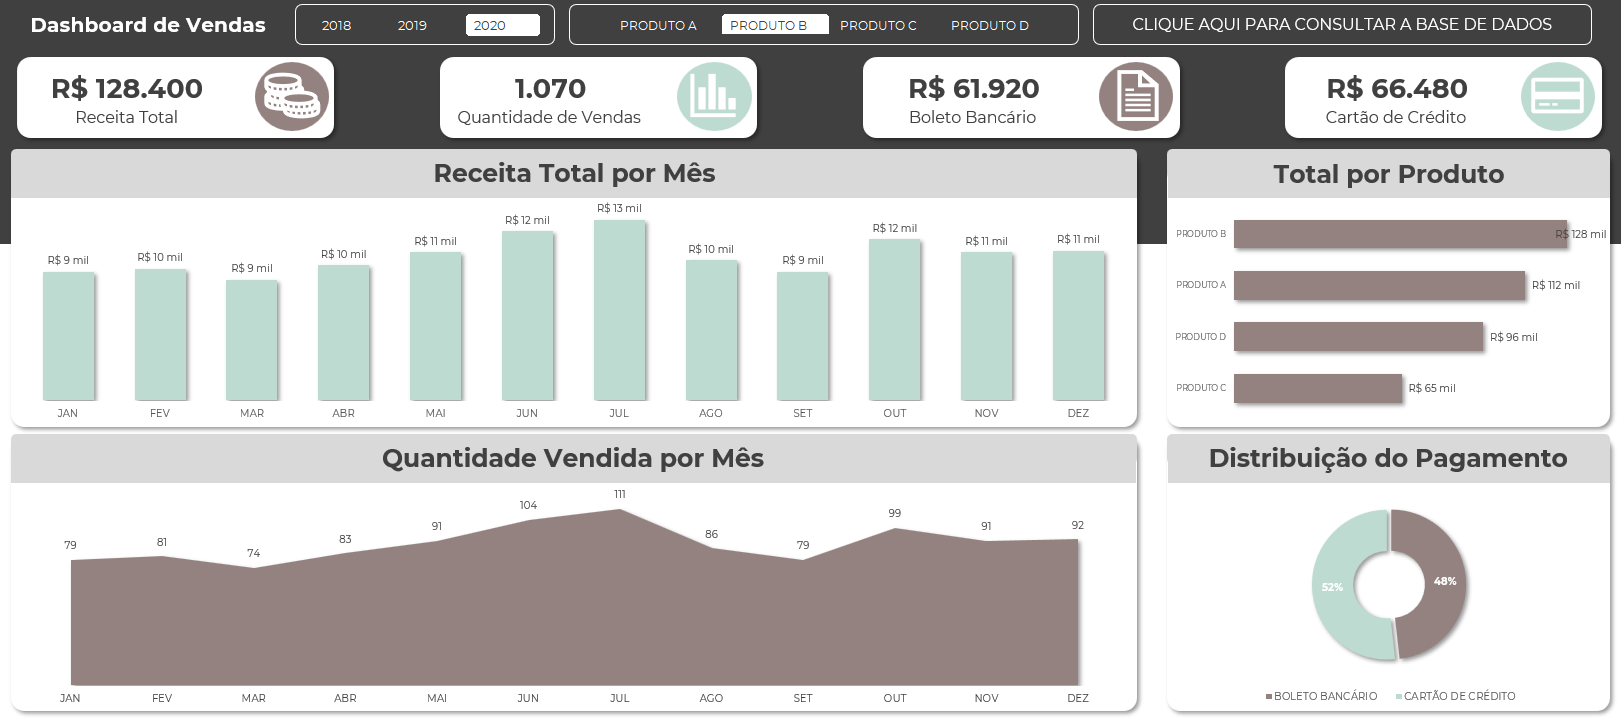 Dashboard de Vendas
2018 2019 2020
PRODUTO A PRODUTO B PRODUTO C PRODUTO D
CLIQUE AQUI PARA CONSULTAR A BASE DE DADOS
R$ 128.400
Receita Total
1.070
Quantidade de Vendas
R$ 61.920
Boleto Bancário
R$ 66.480
Cartão de Crédito
Receita Total por Mês
R$ 9 mil R$ 10 mil R$ 9 mil R$ 10 mil R$ 11 mil R$ 12 mil R$ 13 mil R$ 10 mil R$ 9 mil R$ 12 mil R$ 11 mil R$ 11 mil
JAN FEV MAR ABR MAI JUN JUL AGO SET OUT NOV DEZ
Total por Produto
PRODUTO B R$ 128 mil
PRODUTO A R$ 112 mil
PRODUTO D R$ 96 mil
PRODUTO C R$ 65 mil
Quantidade Vendida por Mês
79 81 74 83 91 104 111 86 79 99 91 92
JAN FEV MAR ABR MAI JUN JUL AGO SET OUT NOV DEZ
Distribuição do Pagamento
52% 48%
BOLETO BANCÁRIO CARTÃO DE CRÉDITO